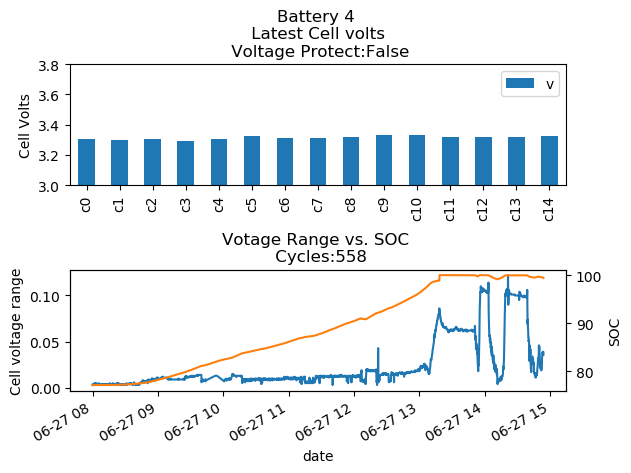 Battery 4
Latest Cell volts
Voltage Protect:False
3.8
3.6
3.4
3.2
3.0
Cell Volts
v
c0 c1 c2 c3 c4 c5 c6 c7 c8 c9 c10 c11 c12 c13 c14
Votage Range vs. SOC
Cycles:558
0.10
0.05
0.00
Cell voltage range
100
90
80
SOC
06-27 08 06-27 09 06-27 10 06-27 11 06-27 12 06-27 13 06-27 14 06-27 15
date